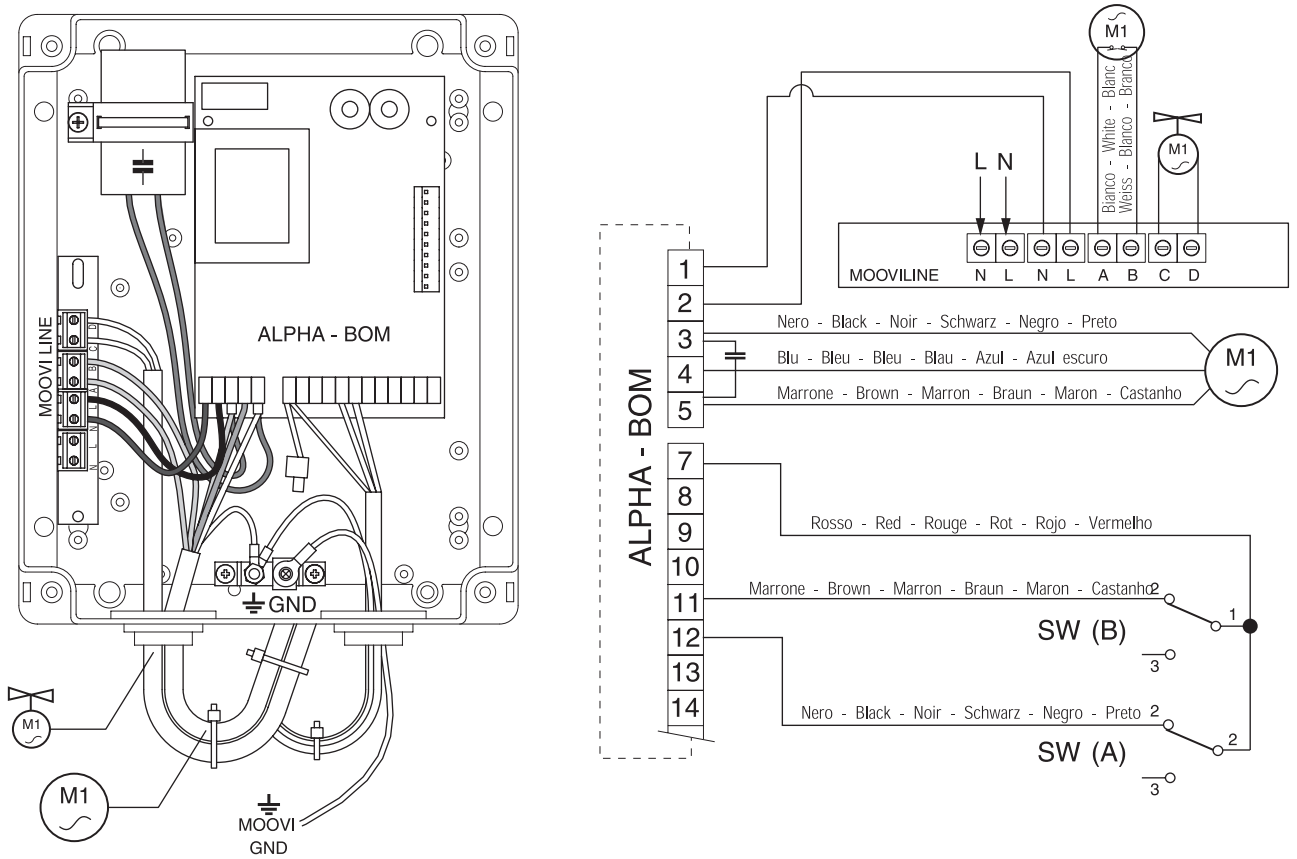 ALPHA - BOM
MOOVI LINE
D
C
B
A
L
N
L
N
GND
M1
M1
MOOVI
GND
M1
Bianco - White - Blanc
Weiss - Blanco - Branco
M1
L N
MOOVILINE N L N L A B C D
ALPHA - BOM
1
2
3
4
5
7
8
9
10
11
12
13
14
Nero - Black - Noir - Schwarz - Negro - Preto
Blu - Bleu - Bleu - Blau - Azul - Azul escuro
Marrone - Brown - Marron - Braun - Maron - Castanho
M1
Rosso - Red - Rouge - Rot - Rojo - Vermelho
Marrone - Brown - Marron - Braun - Maron - Castanho 2
1
SW (B)
3
Nero - Black - Noir - Schwarz - Negro - Preto 2
2
SW (A)
3